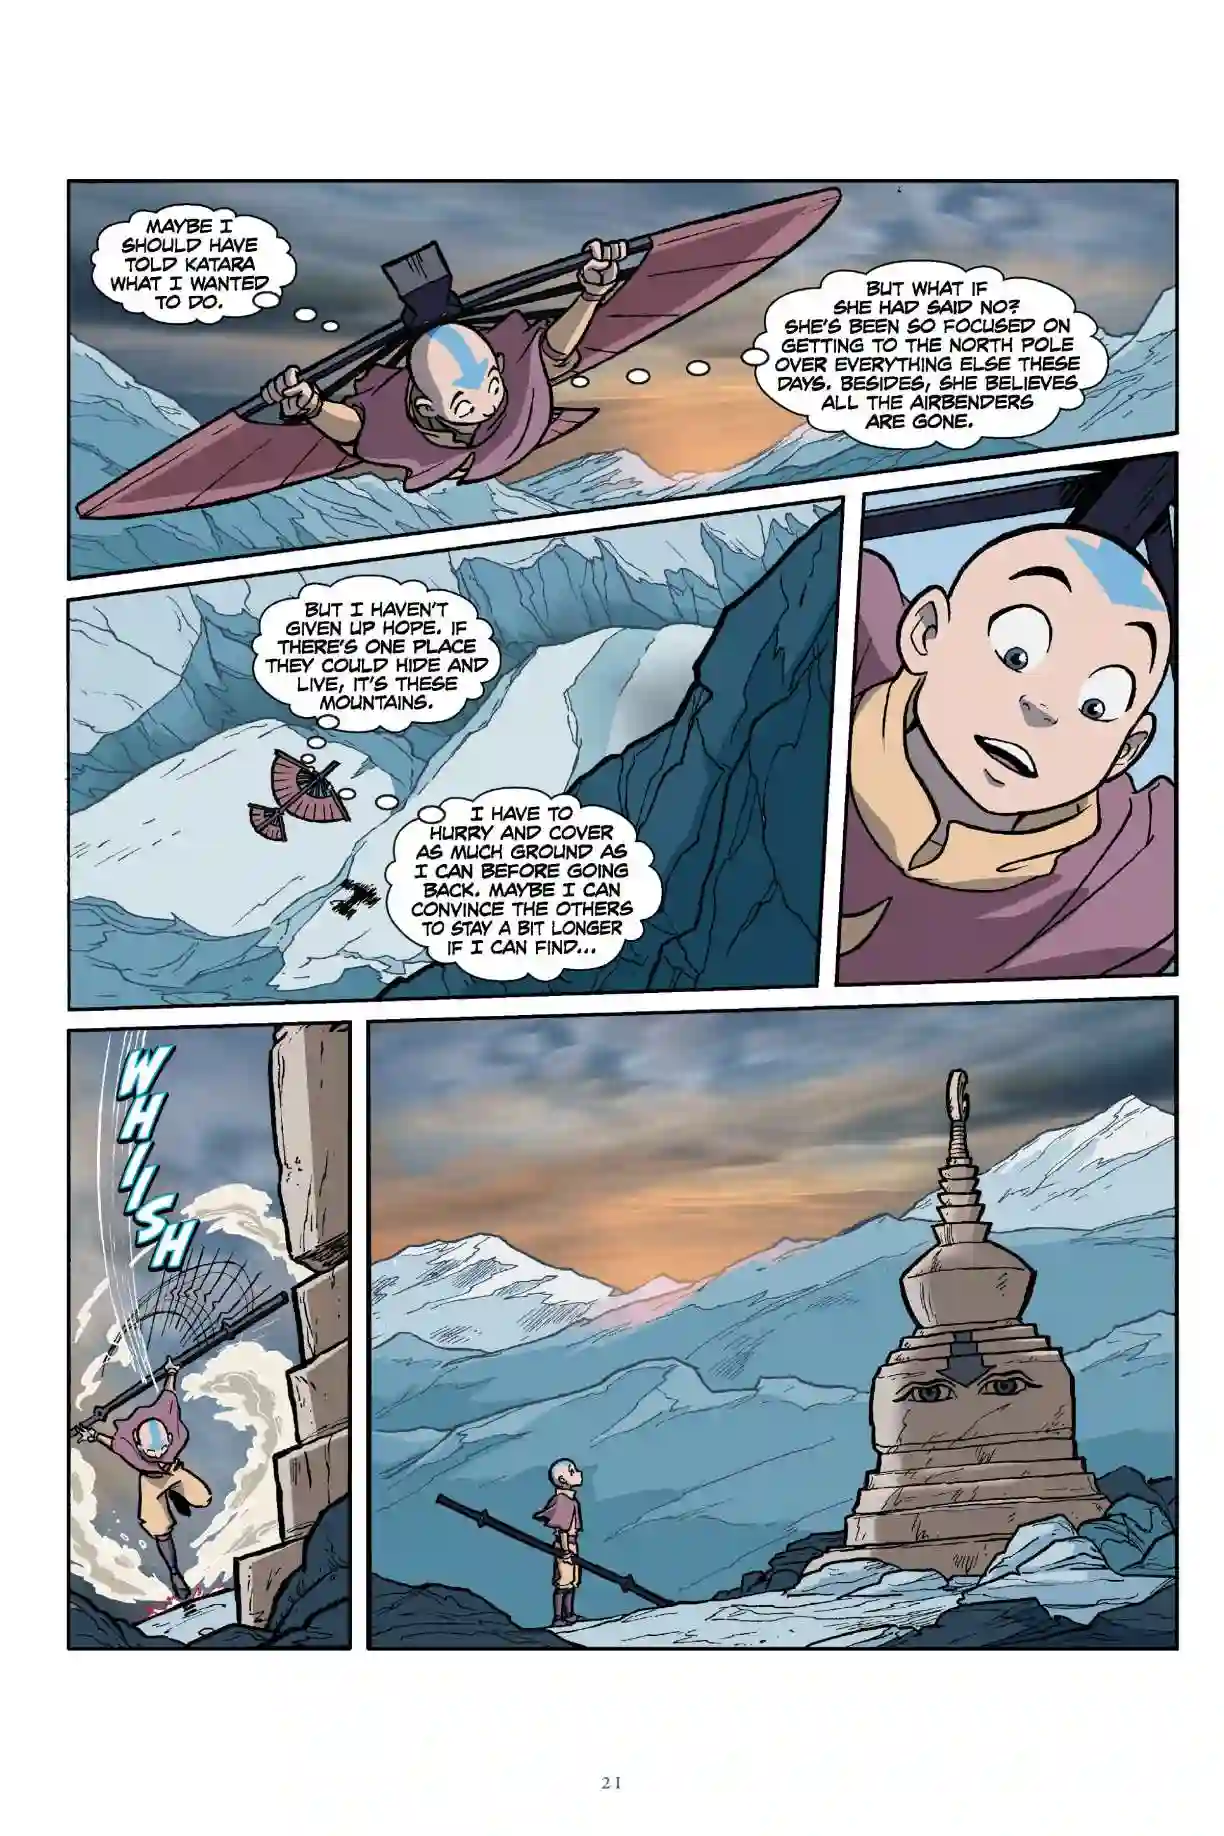 MAYBE I
SHOULD HAVE
TOLD KATARA
WHAT I WANTED
TO DO.
BUT WHAT IF
SHE HAD SAID NO?
SHE'S BEEN SO FOCUSED ON
GETTING TO THE NORTH POLE
OVER EVERYTHING ELSE THESE
DAYS. BESIDES, SHE BELIEVES
ALL THE AIRBENDERS
ARE GONE.
BUT I HAVEN'T
GIVEN UP HOPE. IF
THERE'S ONE PLACE
THEY COULD HIDE AND
LIVE, IT'S THESE
MOUNTAINS.
I HAVE TO
HURRY AND COVER
AS MUCH GROUND AS
I CAN BEFORE GOING
BACK. MAYBE I CAN
CONVINCE THE OTHERS
TO STAY A BIT LONGER
IF I CAN FIND...
WHIISH
21